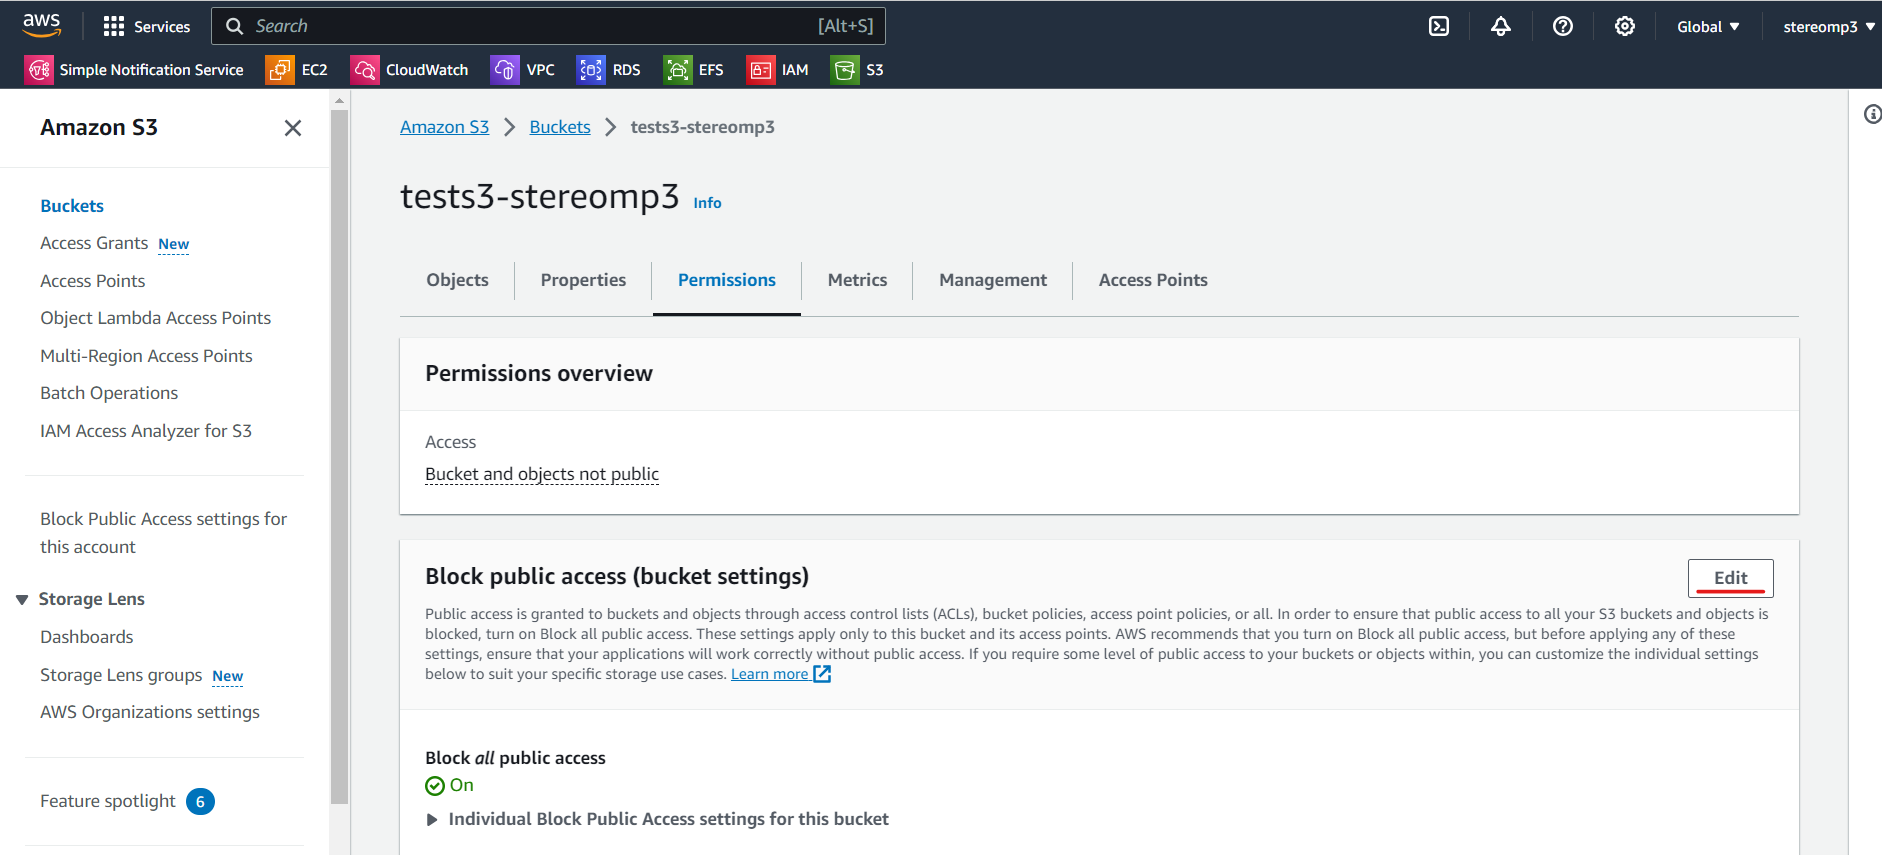 aws
Services
Search
[Alt+S]
Global
stereomp3
Simple Notification Service
EC2
CloudWatch
VPC
RDS
EFS
IAM
S3
Amazon S3
Buckets
Access Grants New
Access Points
Object Lambda Access Points
Multi-Region Access Points
Batch Operations
IAM Access Analyzer for S3
Block Public Access settings for
this account
Storage Lens
Dashboards
Storage Lens groups New
AWS Organizations settings
Feature spotlight 6
Amazon S3 > Buckets > tests3-stereomp3
tests3-stereomp3 Info
Objects
Properties
Permissions
Metrics
Management
Access Points
Permissions overview
Access
Bucket and objects not public
Block public access (bucket settings)
Edit
Public access is granted to buckets and objects through access control lists (ACLs), bucket policies, access point policies, or all. In order to ensure that public access to all your S3 buckets and objects is
blocked, turn on Block all public access. These settings apply only to this bucket and its access points. AWS recommends that you turn on Block all public access, but before applying any of these
settings, ensure that your applications will work correctly without public access. If you require some level of public access to your buckets or objects within, you can customize the individual settings
below to suit your specific storage use cases. Learn more
Block all public access
On
Individual Block Public Access settings for this bucket